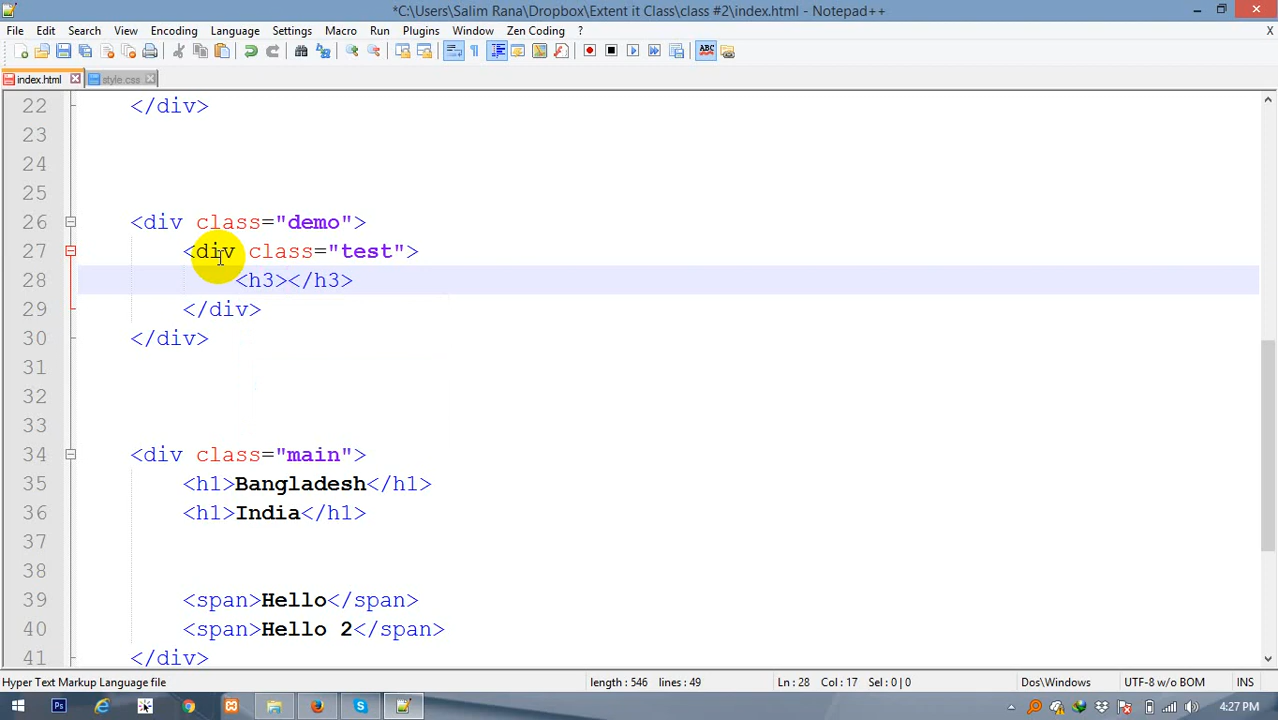 *C:\Users\Salim Rana\Dropbox\Extent it Class\class #2\index.html - Notepad++
File Edit Search View Encoding Language Settings Macro Run Plugins Window Zen Coding ? X
index.html style.css
22 </div>
23
24
25
26 <div class="demo">
27 <div class="test">
28 <h3></h3>
29 </div>
30 </div>
31
32
33
34 <div class="main">
35 <h1>Bangladesh</h1>
36 <h1>India</h1>
37
38
39 <span>Hello</span>
40 <span>Hello 2</span>
41 </div>
Hyper Text Markup Language file length : 546 lines : 49 Ln : 28 Col : 17 Sel : 0 | 0 Dos\Windows UTF-8 w/o BOM INS
4:27 PM